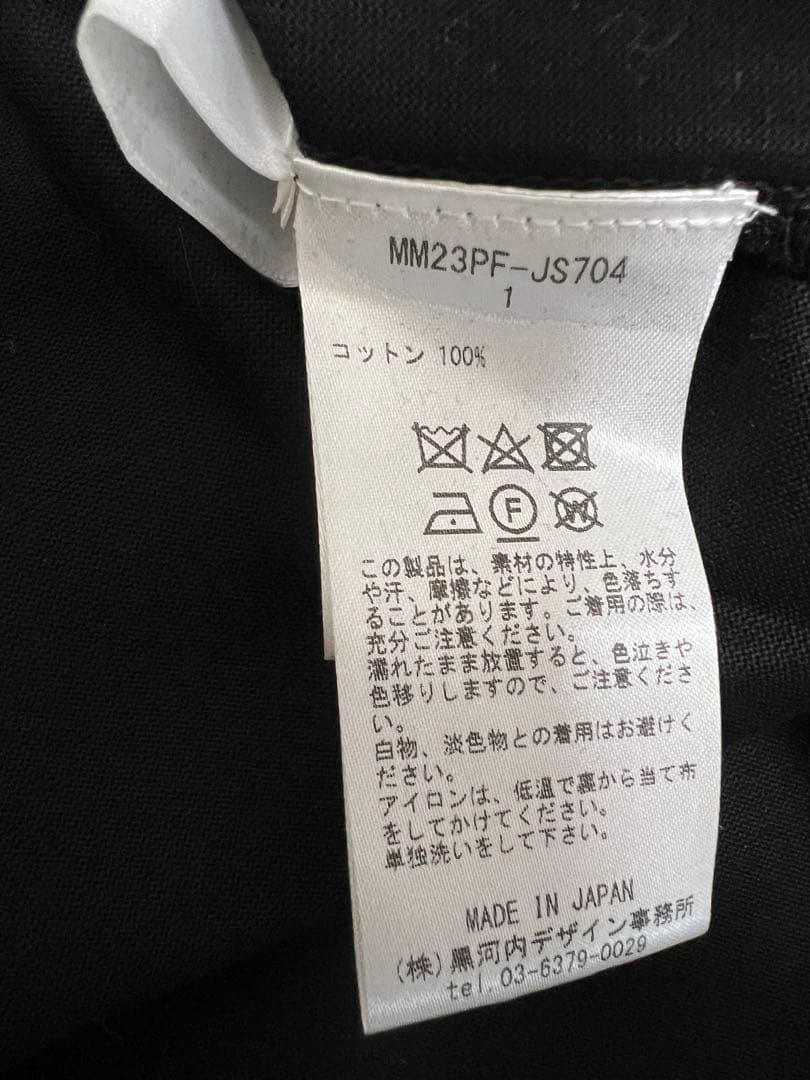 MM23PF-JS704
1
コットン 100%
F
W
この製品は、素材の特性上、水分
や汗、摩擦などにより、色落ちす
ることがあります。ご着用の際は、
充分ご注意ください。
濡れたまま放置すると、色泣きや
色移りしますので、ご注意くださ
い。
白物、淡色物との着用はお避けく
ださい。
アイロンは、低温で裏から当て布
をしてかけてください。
単独洗いをして下さい。
MADE IN JAPAN
(株)黒河内デザイン事務所
tel.03-6379-0029